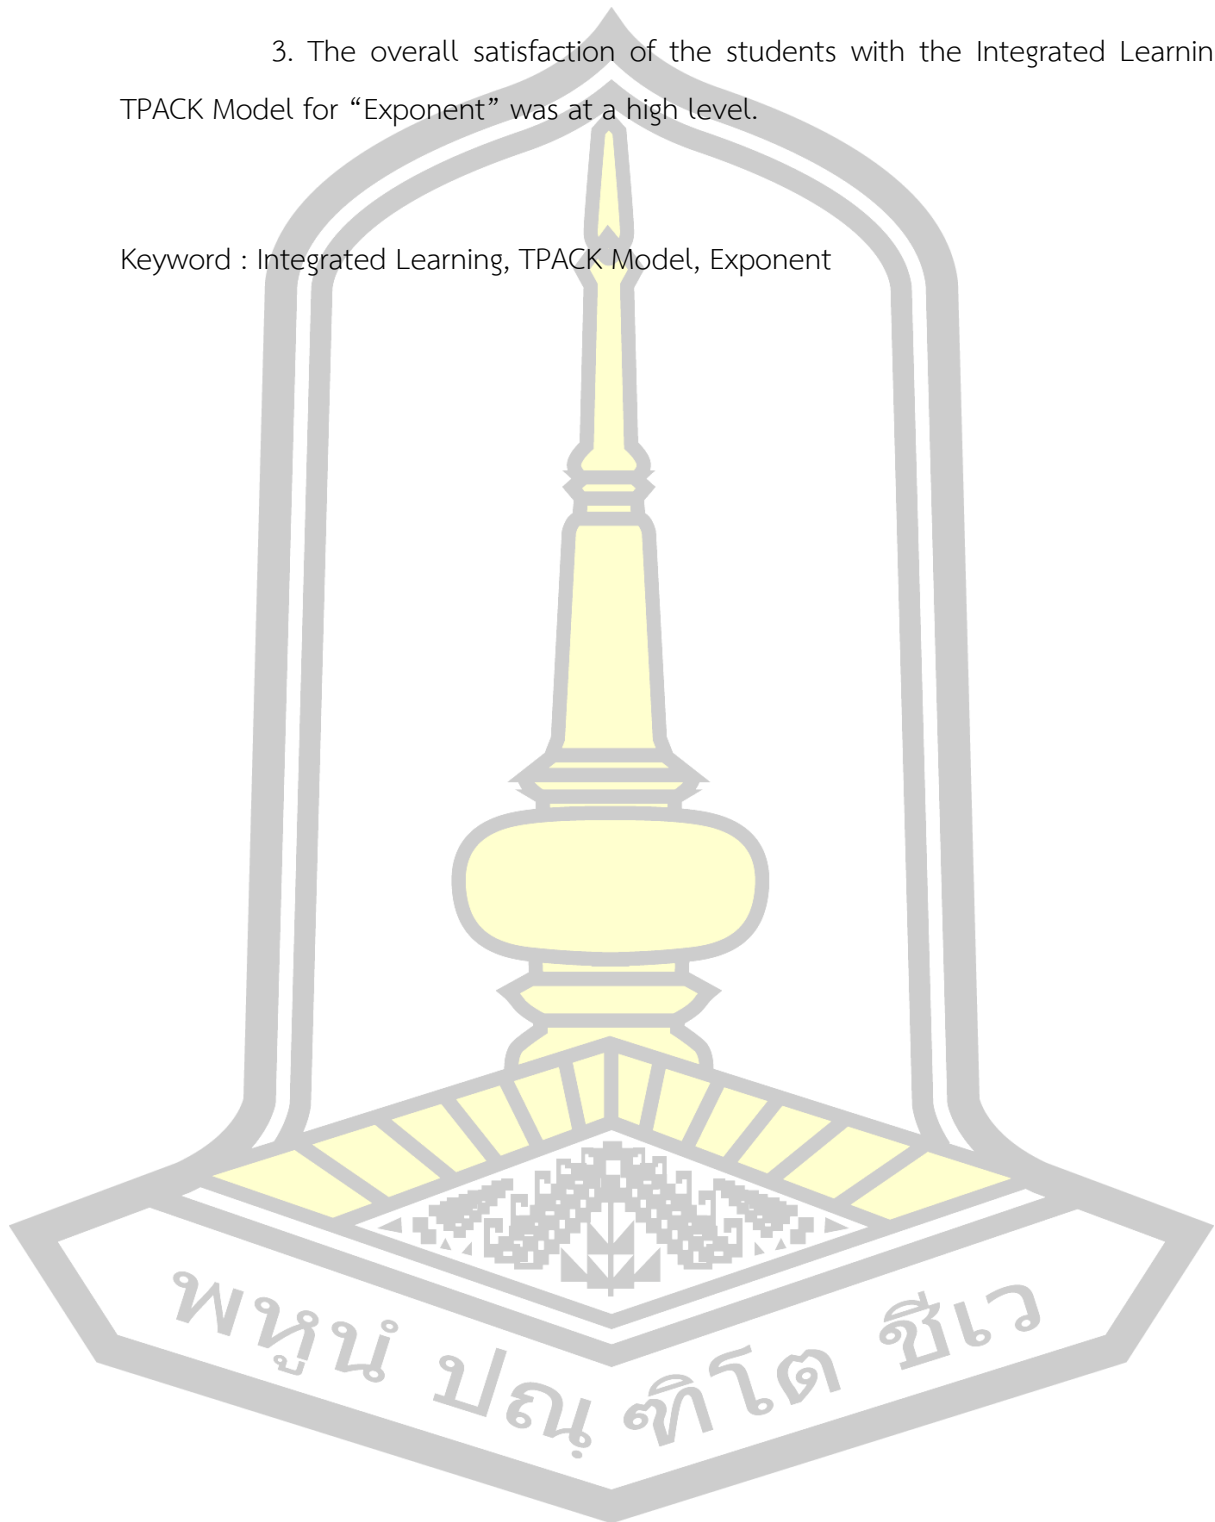 3. The overall satisfaction of the students with the Integrated Learnin
TPACK Model for “Exponent” was at a high level.
Keyword : Integrated Learning, TPACK Model, Exponent
พหูนํ ปณฺ ฑิโต ชีเว